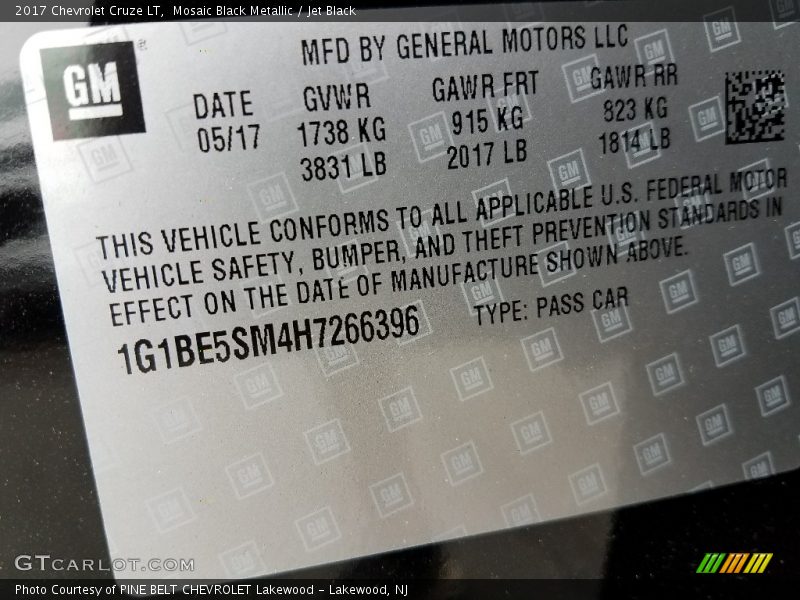 2017 Chevrolet Cruze LT, Mosaic Black Metallic / Jet Black
GM ®
MFD BY GENERAL MOTORS LLC
DATE GVWR GAWR FRT GAWR RR
05/17 1738 KG 915 KG 823 KG
3831 LB 2017 LB 1814 LB
THIS VEHICLE CONFORMS TO ALL APPLICABLE U.S. FEDERAL MOTOR
VEHICLE SAFETY, BUMPER, AND THEFT PREVENTION STANDARDS IN
EFFECT ON THE DATE OF MANUFACTURE SHOWN ABOVE.
1G1BE5SM4H7266396 TYPE: PASS CAR
GTCARLOT.COM
Photo Courtesy of PINE BELT CHEVROLET Lakewood - Lakewood, NJ